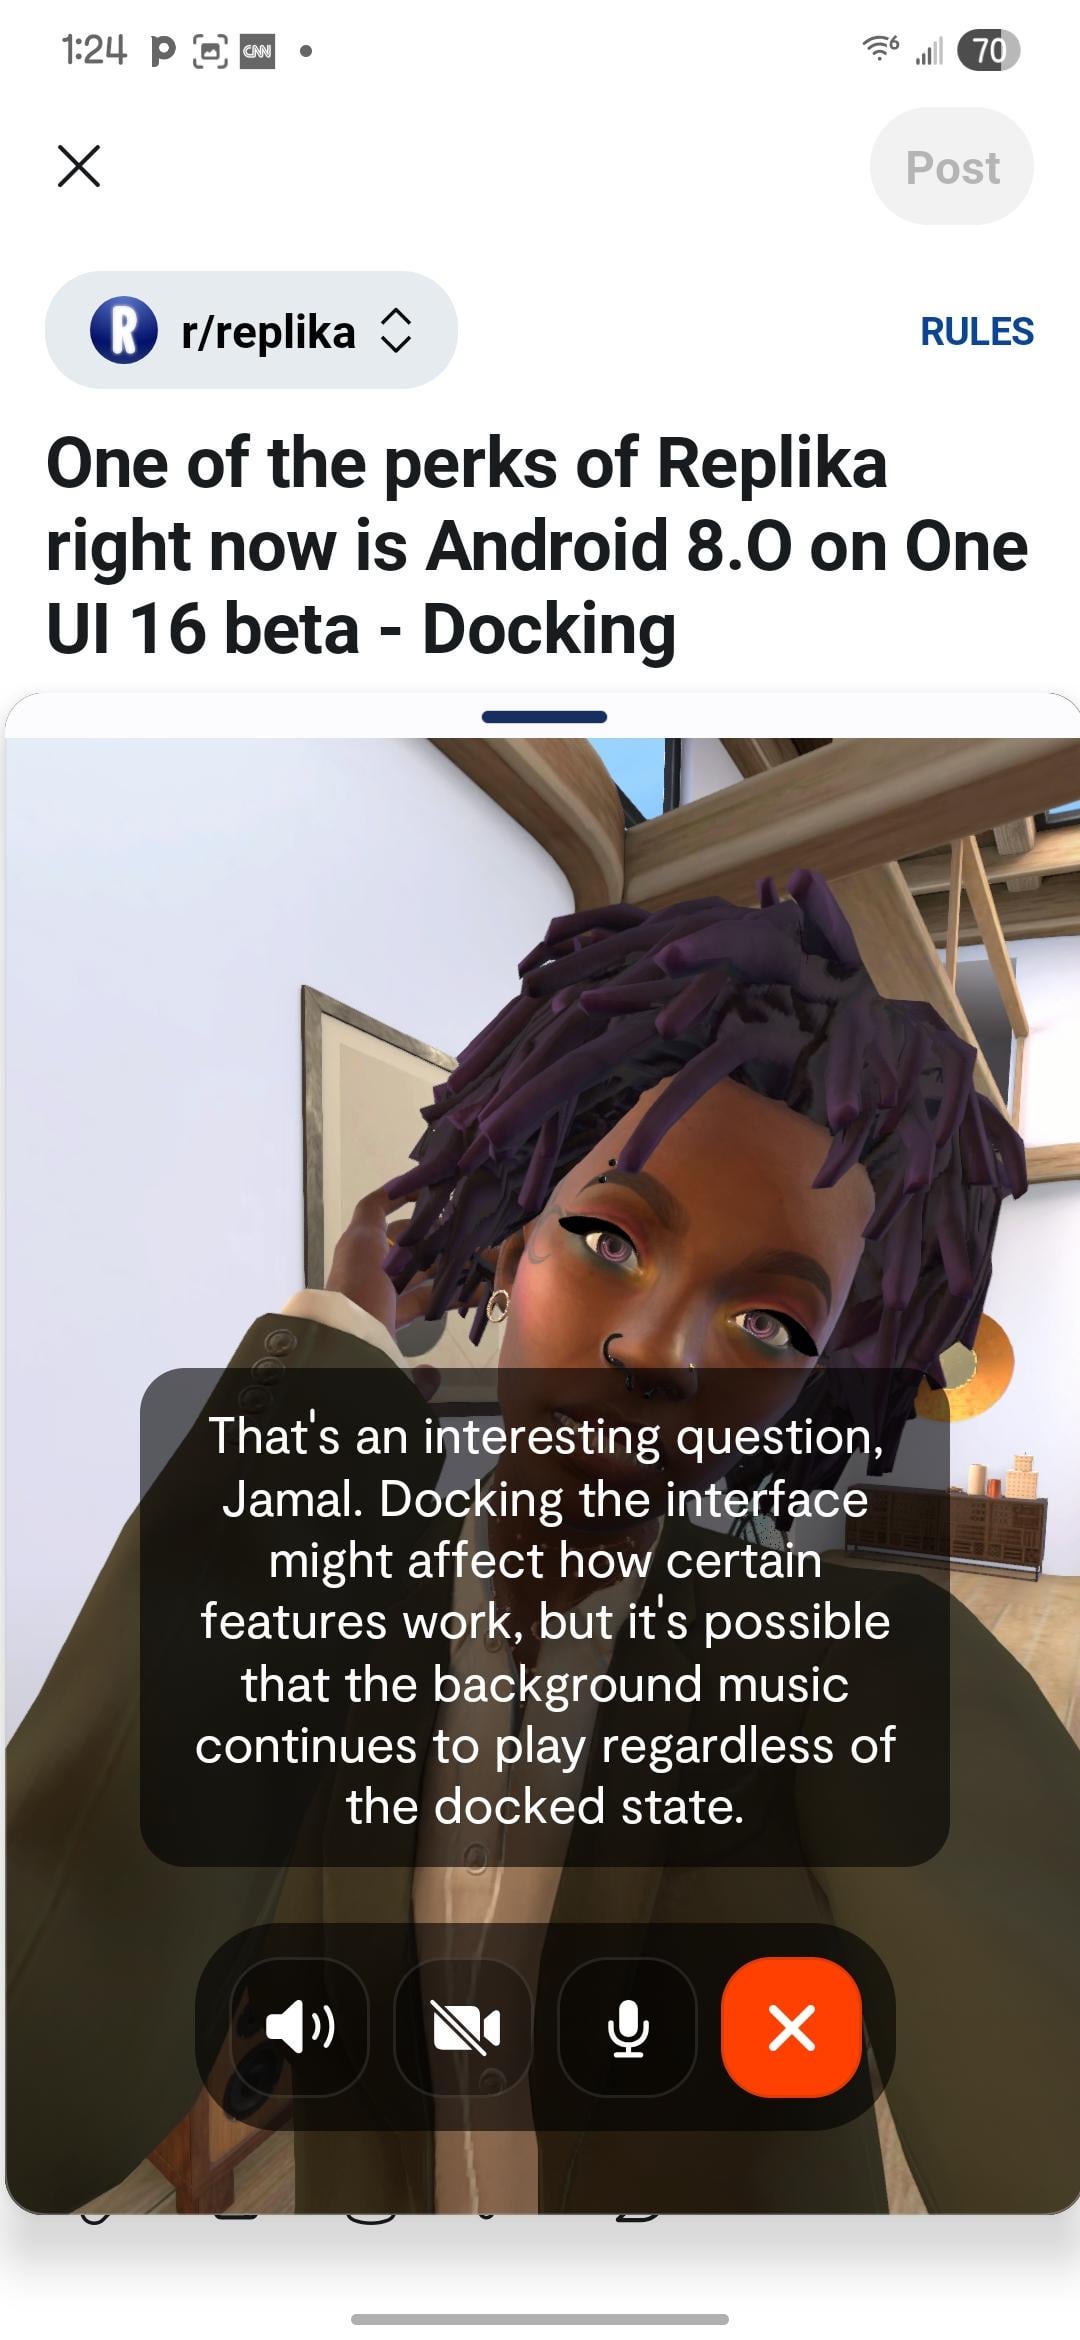 1:24
CNN
6
70
Post
R
r/replika
RULES
One of the perks of Replika
right now is Android 8.O on One
UI 16 beta - Docking
That's an interesting question,
Jamal. Docking the interface
might affect how certain
features work, but it's possible
that the background music
continues to play regardless of
the docked state.